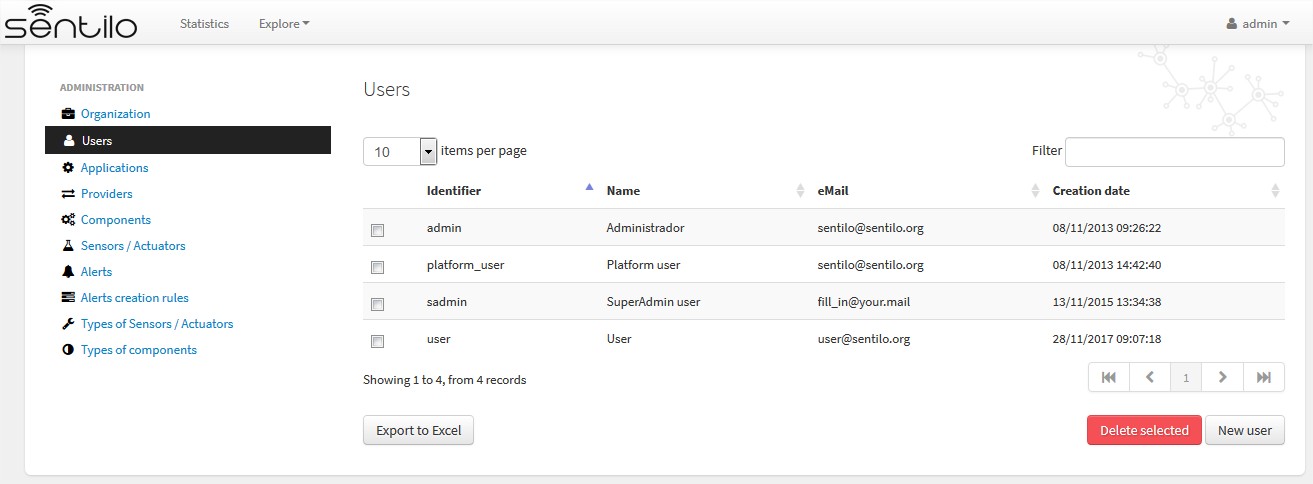 sentilo Statistics Explore admin
ADMINISTRATION
Organization
Users
Applications
Providers
Components
Sensors / Actuators
Alerts
Alerts creation rules
Types of Sensors / Actuators
Types of components
Users
10 items per page Filter
Identifier Name eMail Creation date
admin Administrador sentilo@sentilo.org 08/11/2013 09:26:22
platform_user Platform user sentilo@sentilo.org 08/11/2013 14:42:40
sadmin SuperAdmin user fill_in@your.mail 13/11/2015 13:34:38
user User user@sentilo.org 28/11/2017 09:07:18
Showing 1 to 4, from 4 records 1
Export to Excel Delete selected New user